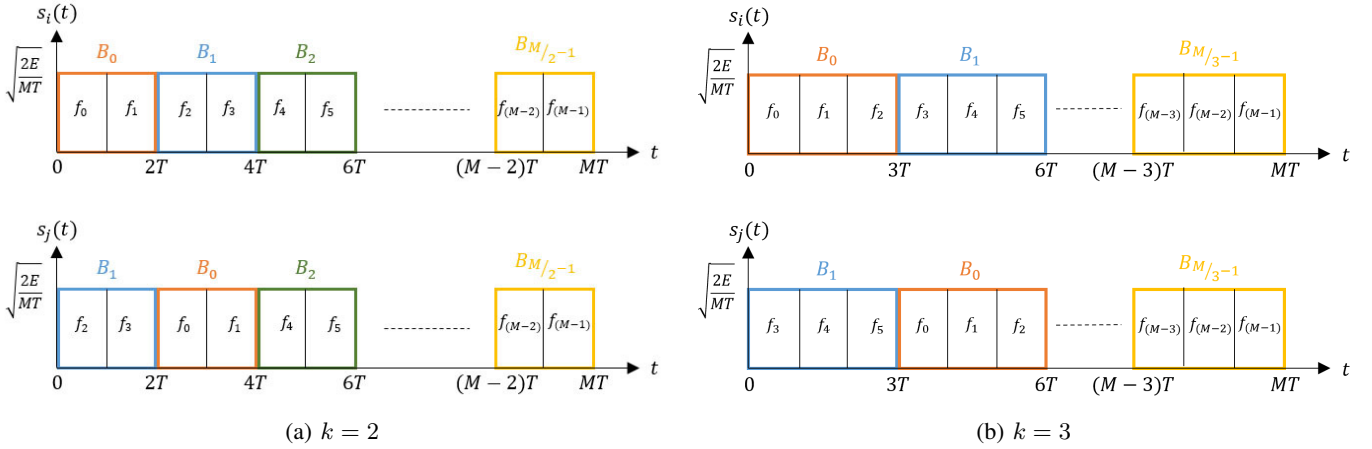 s_i(t)
√(2E/MT)
B_0 B_1 B_2 B_{M/2−1}
f_0 f_1 f_2 f_3 f_4 f_5 f_(M−2) f_(M−1)
0 2T 4T 6T (M − 2)T MT t
s_j(t)
√(2E/MT)
B_1 B_0 B_2 B_{M/2−1}
f_2 f_3 f_0 f_1 f_4 f_5 f_(M−2) f_(M−1)
0 2T 4T 6T (M − 2)T MT t
(a) k = 2
s_i(t)
√(2E/MT)
B_0 B_1 B_{M/3−1}
f_0 f_1 f_2 f_3 f_4 f_5 f_(M−3) f_(M−2) f_(M−1)
0 3T 6T (M − 3)T MT t
s_j(t)
√(2E/MT)
B_1 B_0 B_{M/3−1}
f_3 f_4 f_5 f_0 f_1 f_2 f_(M−3) f_(M−2) f_(M−1)
0 3T 6T (M − 3)T MT t
(b) k = 3